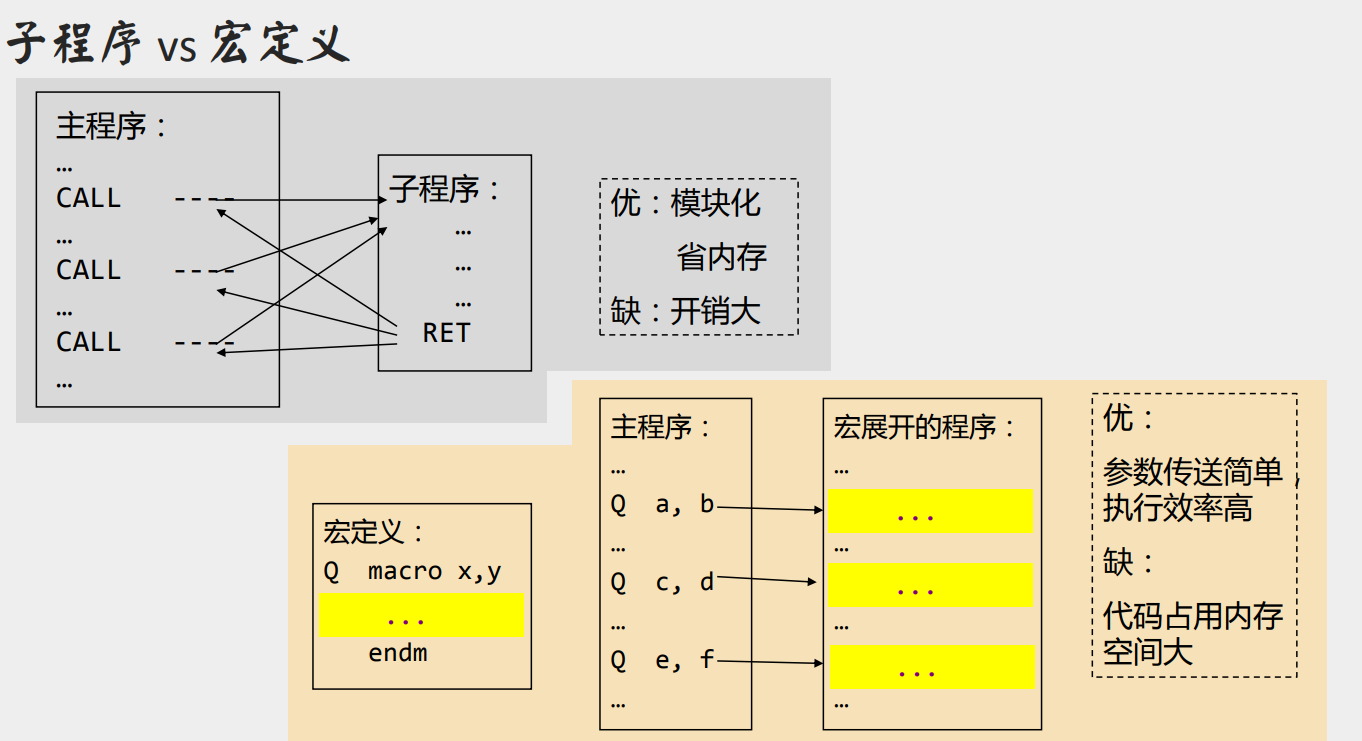 子程序 vs 宏定义
主程序：
…
CALL ----
…
CALL ----
…
CALL ----
…
子程序：
…
…
…
RET
优：模块化
省内存
缺：开销大
宏定义：
Q macro x,y
...
endm
主程序：
…
Q a, b
…
Q c, d
…
Q e, f
…
宏展开的程序：
…
...
…
...
…
...
…
优：
参数传送简单，
执行效率高
缺：
代码占用内存
空间大